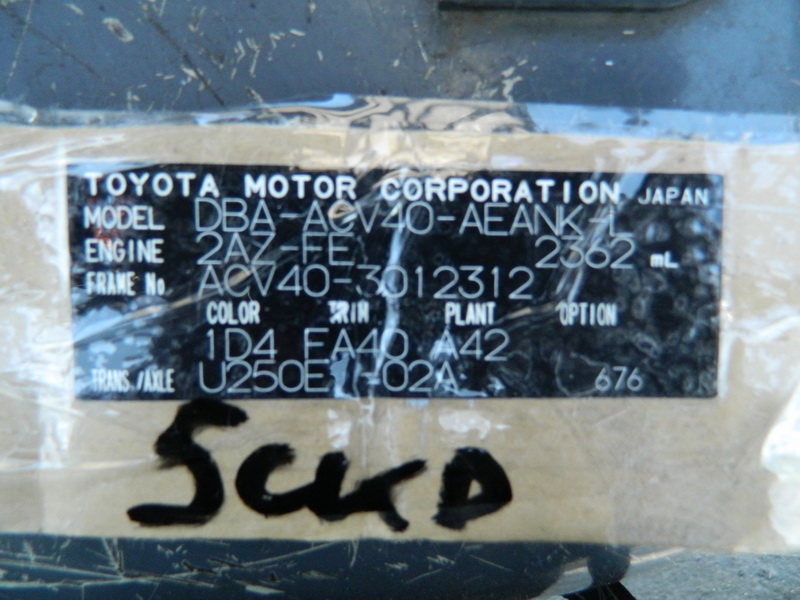 TOYOTA MOTOR CORPORATION JAPAN
MODEL DBA-ACV40-AEANK-L
ENGINE 2AZ-FE 2362 mL
FRAME No. ACV40-3012312
COLOR TRIM PLANT OPTION
1D4 FA40 A42
TRANS./AXLE U250E -02A 676